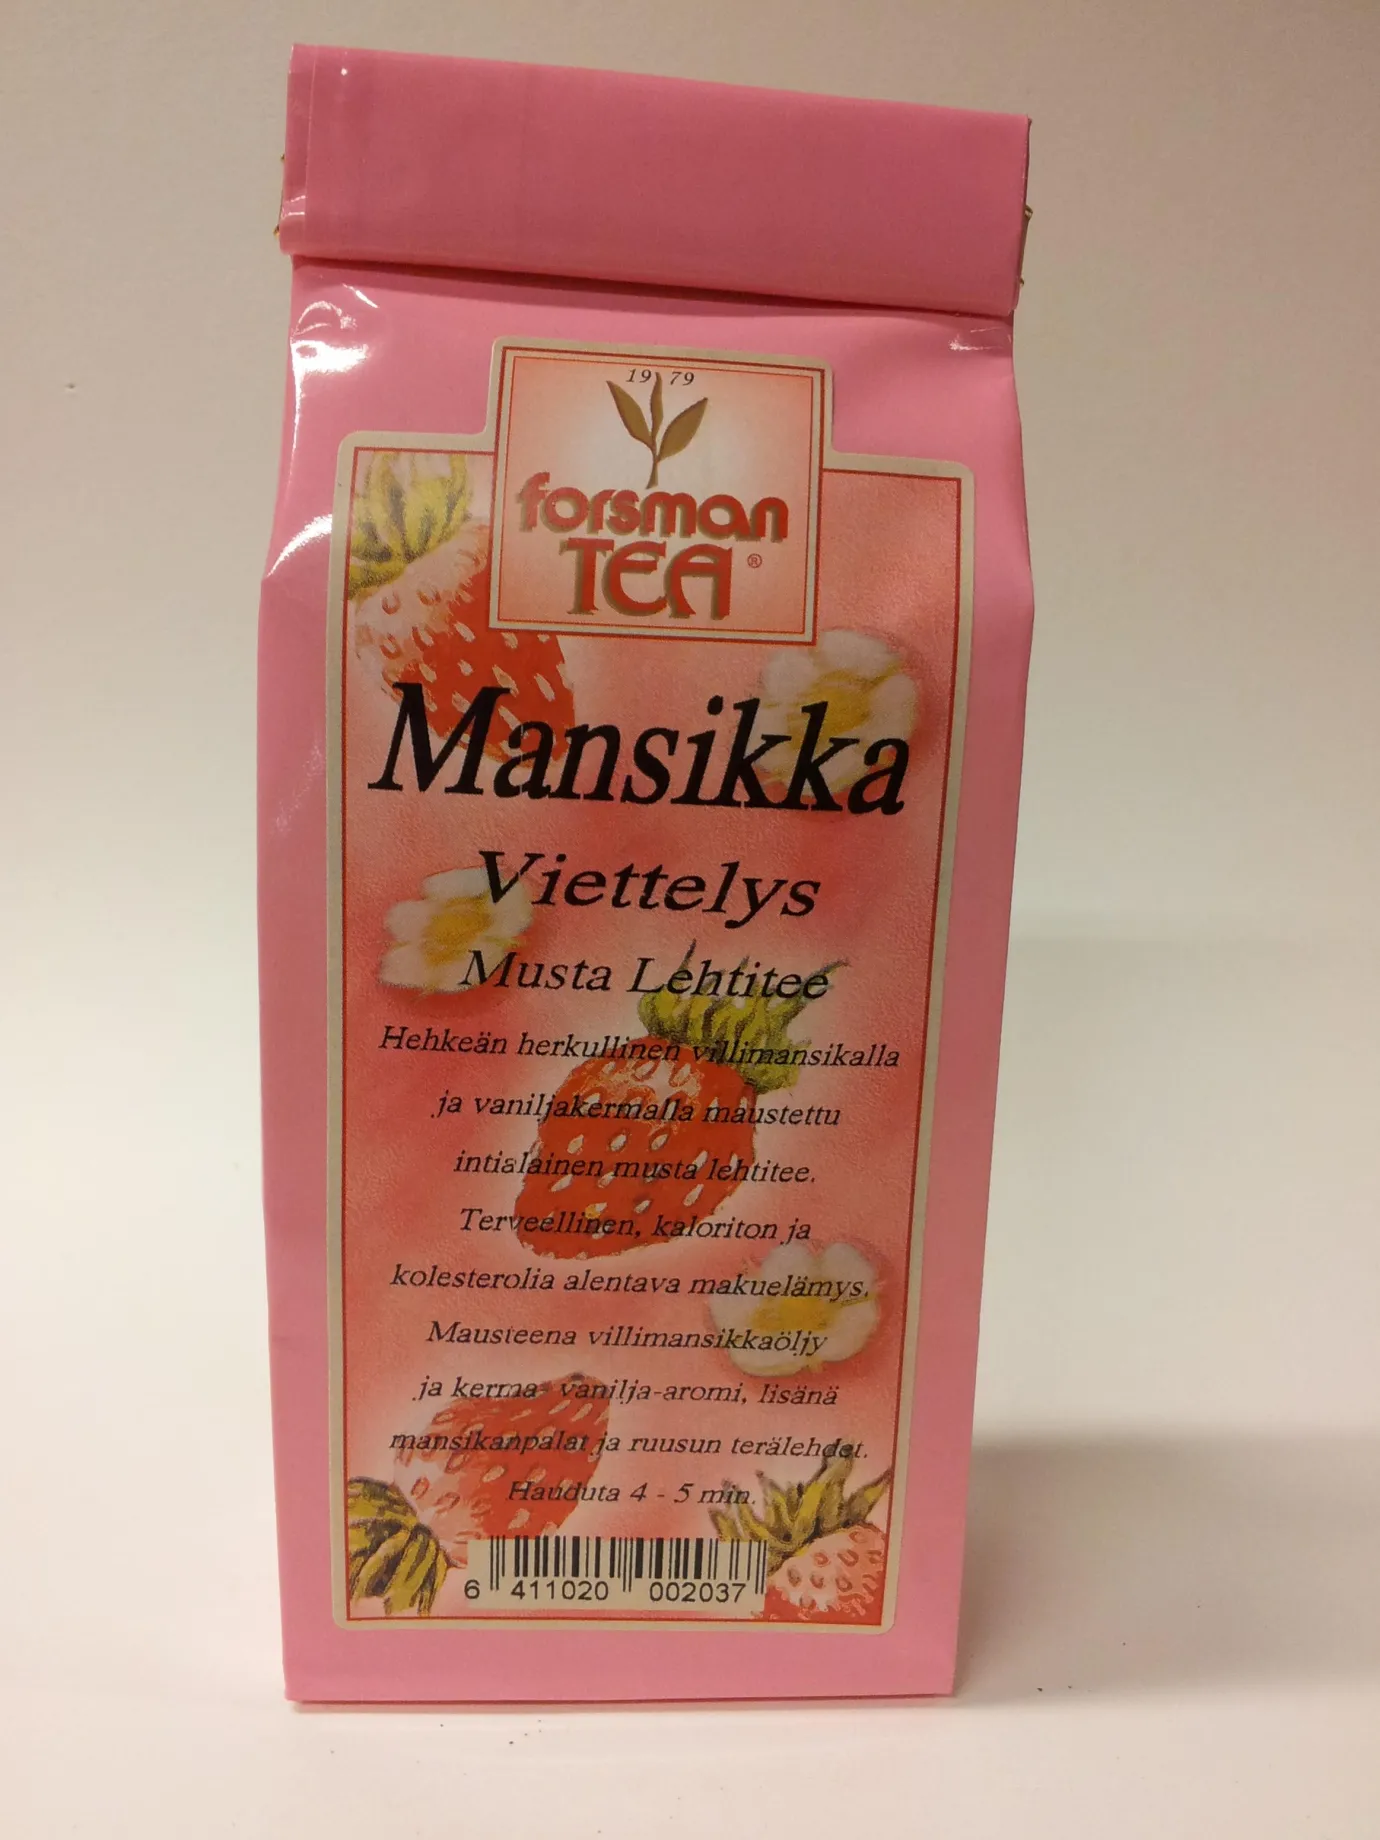 19 79
forsman
TEA ®
Mansikka
Viettelys
Musta Lehtitee
Hehkeän herkullinen villimansikalla
ja vaniljakermalla maustettu
intialainen musta lehtitee.
Terveellinen, kaloriton ja
kolesterolia alentava makuelämys.
Mausteena villimansikkaöljy
ja kerma- vanilja-aromi, lisänä
mansikanpalat ja ruusun terälehdet.
Hauduta 4 - 5 min.
6 411020 002037